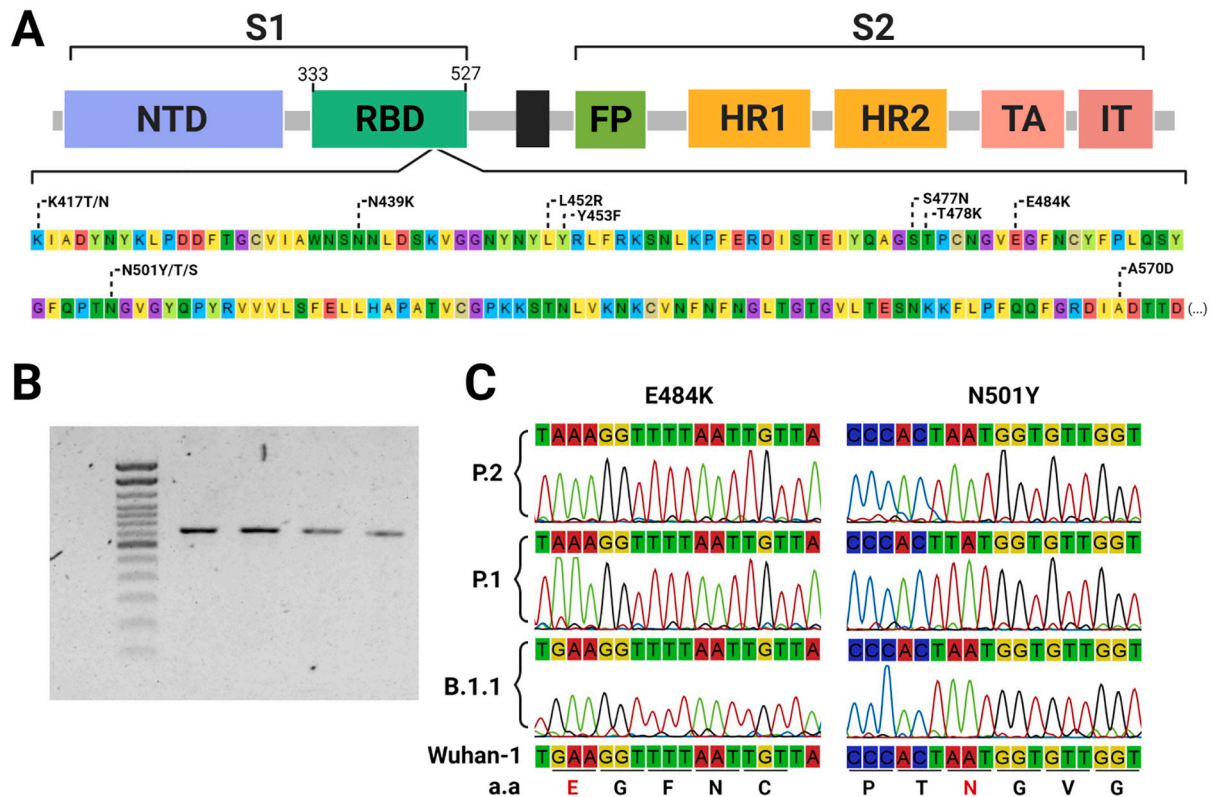 A
S1 S2
333 527
NTD RBD FP HR1 HR2 TA IT
K417T/N N439K L452R Y453F S477N T478K E484K
KIADYNYKLPDDFTGCVIAWNSNNLDSKVGGNYNYLYRLFRKSNLKPFERDISTEIYQAGSTPCNGVEGFNCYFPLQSY
N501Y/T/S A570D
GFQPTNGVGYQPYRVVVLSFELLHAPATVCGPKKSTNLVKNKCVNFNFNGLTGTGVLTESNKKFLPFQQFGRDIADTTD (...)
B
C
E484K N501Y
TAAAGGTTTTAATTGTTA CCCACTAATGGTGTTGGT
P.2
TAAAGGTTTTAATTGTTA CCCACTTATGGTGTTGGT
P.1
TGAAGGTTTTAATTGTTA CCCACTAATGGTGTTGGT
B.1.1
Wuhan-1 TGAAGGTTTTAATTGTTA CCCACTAATGGTGTTGGT
a.a E G F N C P T N G V G